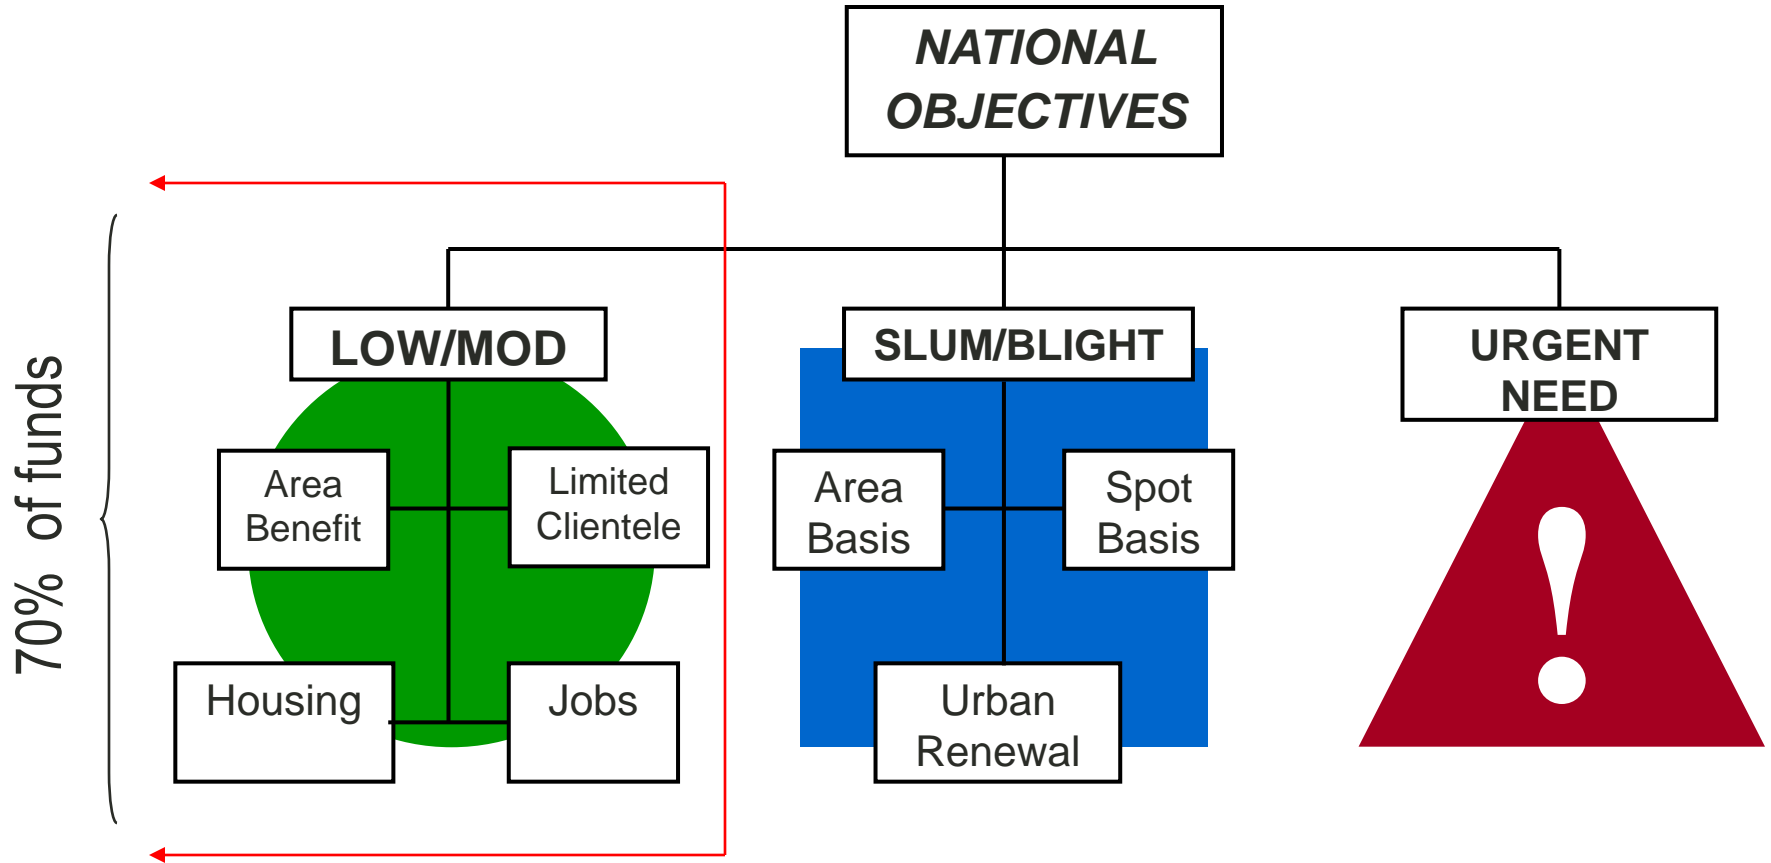 NATIONAL
OBJECTIVES
70% of funds
LOW/MOD
Area
Benefit
Limited
Clientele
Housing
Jobs
SLUM/BLIGHT
Area
Basis
Spot
Basis
Urban
Renewal
URGENT
NEED
!